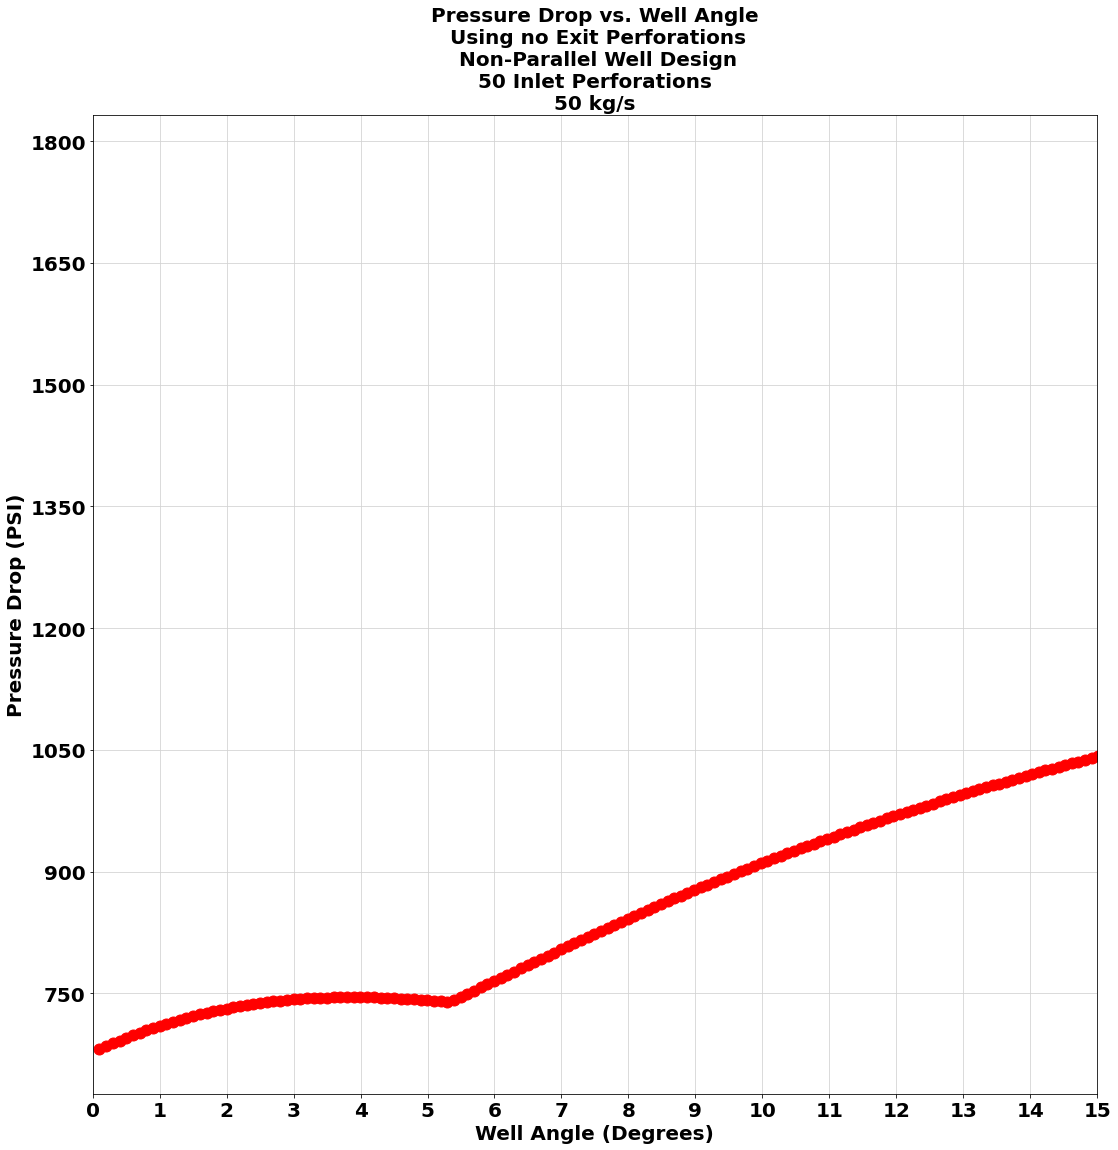 Pressure Drop vs. Well Angle
Using no Exit Perforations
Non-Parallel Well Design
50 Inlet Perforations
50 kg/s
1800
1650
1500
1350
1200
1050
900
750
Pressure Drop (PSI)
0 1 2 3 4 5 6 7 8 9 10 11 12 13 14 15
Well Angle (Degrees)